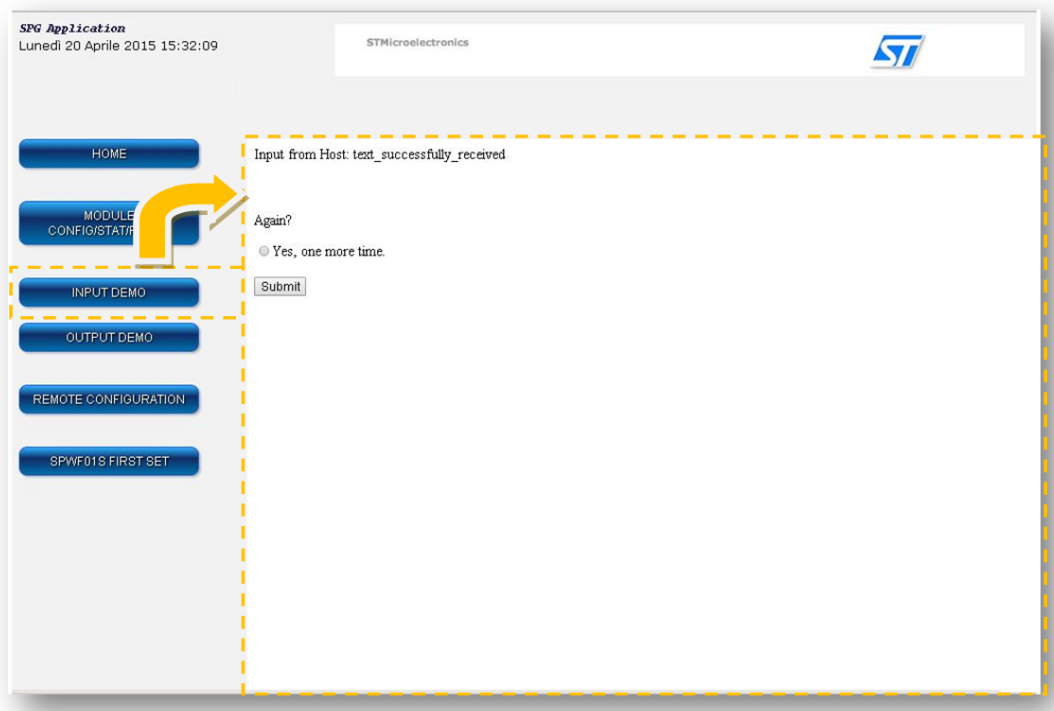 SPG Application
Lunedì 20 Aprile 2015 15:32:09
STMicroelectronics
ST
HOME
MODULE
CONFIG/STAT/
INPUT DEMO
OUTPUT DEMO
REMOTE CONFIGURATION
SPWF01S FIRST SET
Input from Host: text_successfully_received
Again?
Yes, one more time.
Submit